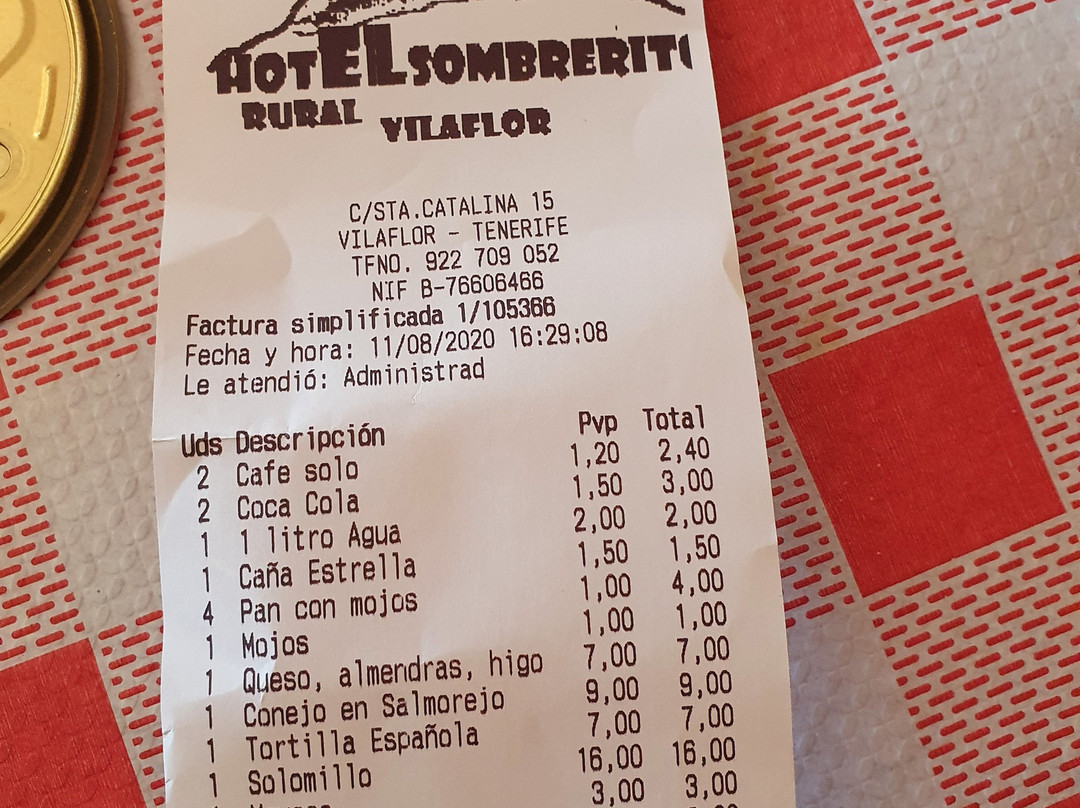 HOTEL SOMBRERITO
RURAL VILAFLOR
C/STA.CATALINA 15
VILAFLOR - TENERIFE
TFNO. 922 709 052
NIF B-76606466
Factura simplificada 1/105366
Fecha y hora: 11/08/2020 16:29:08
Le atendió: Administrad
Uds Descripción Pvp Total
2 Cafe solo 1,20 2,40
2 Coca Cola 1,50 3,00
1 1 litro Agua 2,00 2,00
1 Caña Estrella 1,50 1,50
4 Pan con mojos 1,00 4,00
1 Mojos 1,00 1,00
1 Queso, almendras, higo 7,00 7,00
1 Conejo en Salmorejo 9,00 9,00
1 Tortilla Española 7,00 7,00
1 Solomillo 16,00 16,00
3,00 3,00